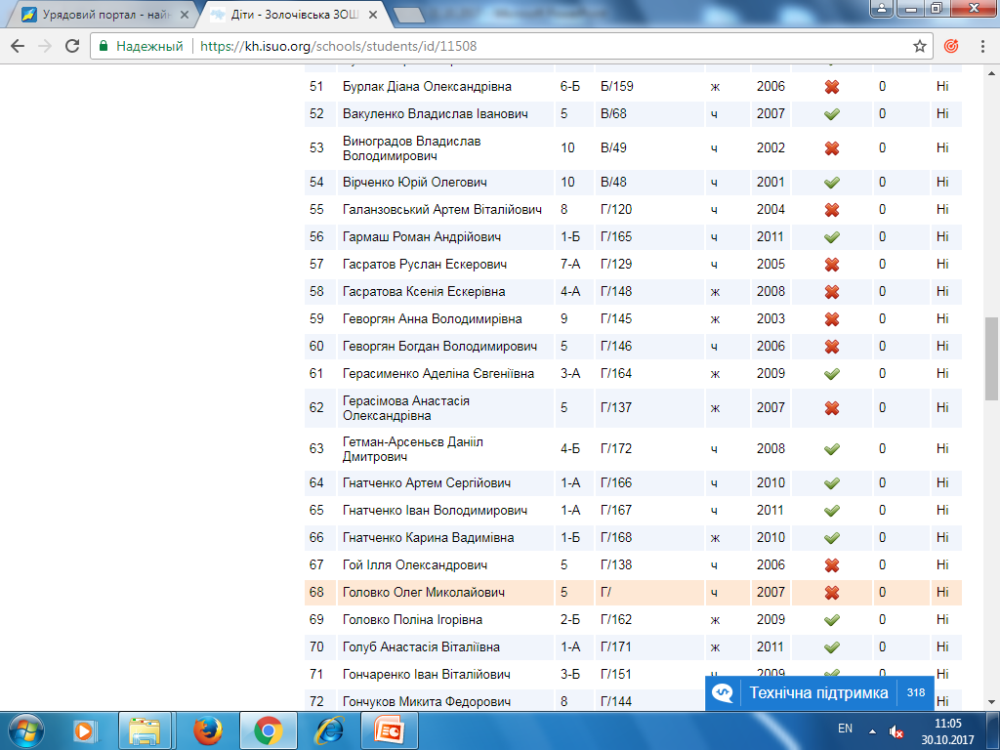 Урядовий портал - най
Діти - Золочівська ЗОШ
Надежный https://kh.isuo.org/schools/students/id/11508
51 Бурлак Діана Олександрівна 6-Б Б/159 ж 2006 0 Ні
52 Вакуленко Владислав Іванович 5 В/68 ч 2007 0 Ні
53 Виноградов Владислав Володимирович 10 В/49 ч 2002 0 Ні
54 Вірченко Юрій Олегович 10 В/48 ч 2001 0 Ні
55 Галанзовський Артем Віталійович 8 Г/120 ч 2004 0 Ні
56 Гармаш Роман Андрійович 1-Б Г/165 ч 2011 0 Ні
57 Гасратов Руслан Ескерович 7-А Г/129 ч 2005 0 Ні
58 Гасратова Ксенія Ескерівна 4-А Г/148 ж 2008 0 Ні
59 Геворгян Анна Володимирівна 9 Г/145 ж 2003 0 Ні
60 Геворгян Богдан Володимирович 5 Г/146 ч 2006 0 Ні
61 Герасименко Аделіна Євгеніївна 3-А Г/164 ж 2009 0 Ні
62 Герасімова Анастасія Олександрівна 5 Г/137 ж 2007 0 Ні
63 Гетман-Арсеньєв Данііл Дмитрович 4-Б Г/172 ч 2008 0 Ні
64 Гнатченко Артем Сергійович 1-А Г/166 ч 2010 0 Ні
65 Гнатченко Іван Володимирович 1-А Г/167 ч 2011 0 Ні
66 Гнатченко Карина Вадимівна 1-Б Г/168 ж 2010 0 Ні
67 Гой Ілля Олександрович 5 Г/138 ч 2006 0 Ні
68 Головко Олег Миколайович 5 Г/ ч 2007 0 Ні
69 Головко Поліна Ігорівна 2-Б Г/162 ж 2009 0 Ні
70 Голуб Анастасія Віталіївна 1-А Г/171 ж 2011 0 Ні
71 Гончаренко Іван Віталійович 3-Б Г/151 ч 2009 0 Ні
72 Гончуков Микита Федорович 8 Г/144 Ні
Технічна підтримка 318
EN
11:05
30.10.2017